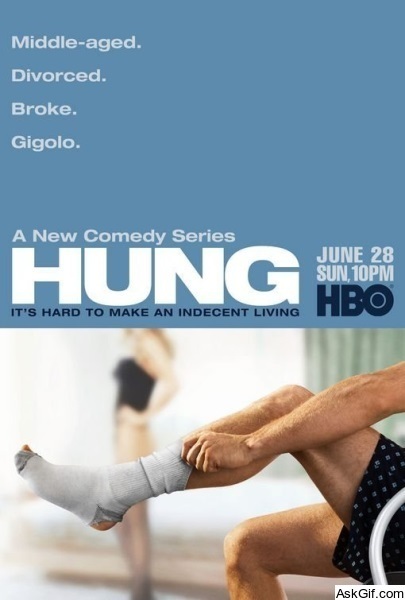 Middle-aged.
Divorced.
Broke.
Gigolo.
A New Comedy Series
HUNG
IT'S HARD TO MAKE AN INDECENT LIVING
JUNE 28
SUN, 10PM
HBO
AskGif.com